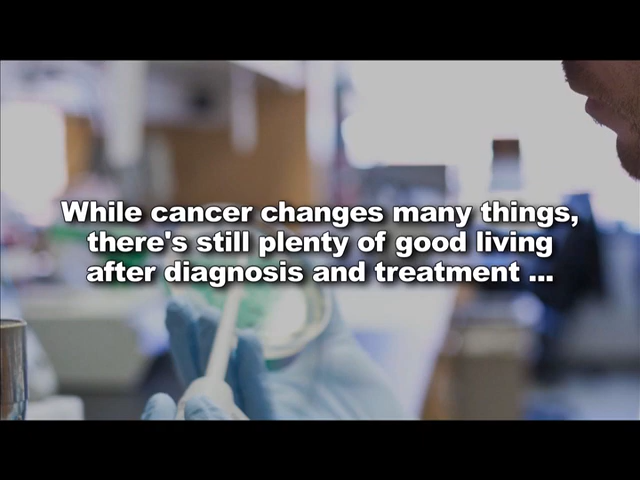 While cancer changes many things,
there's still plenty of good living
after diagnosis and treatment ...